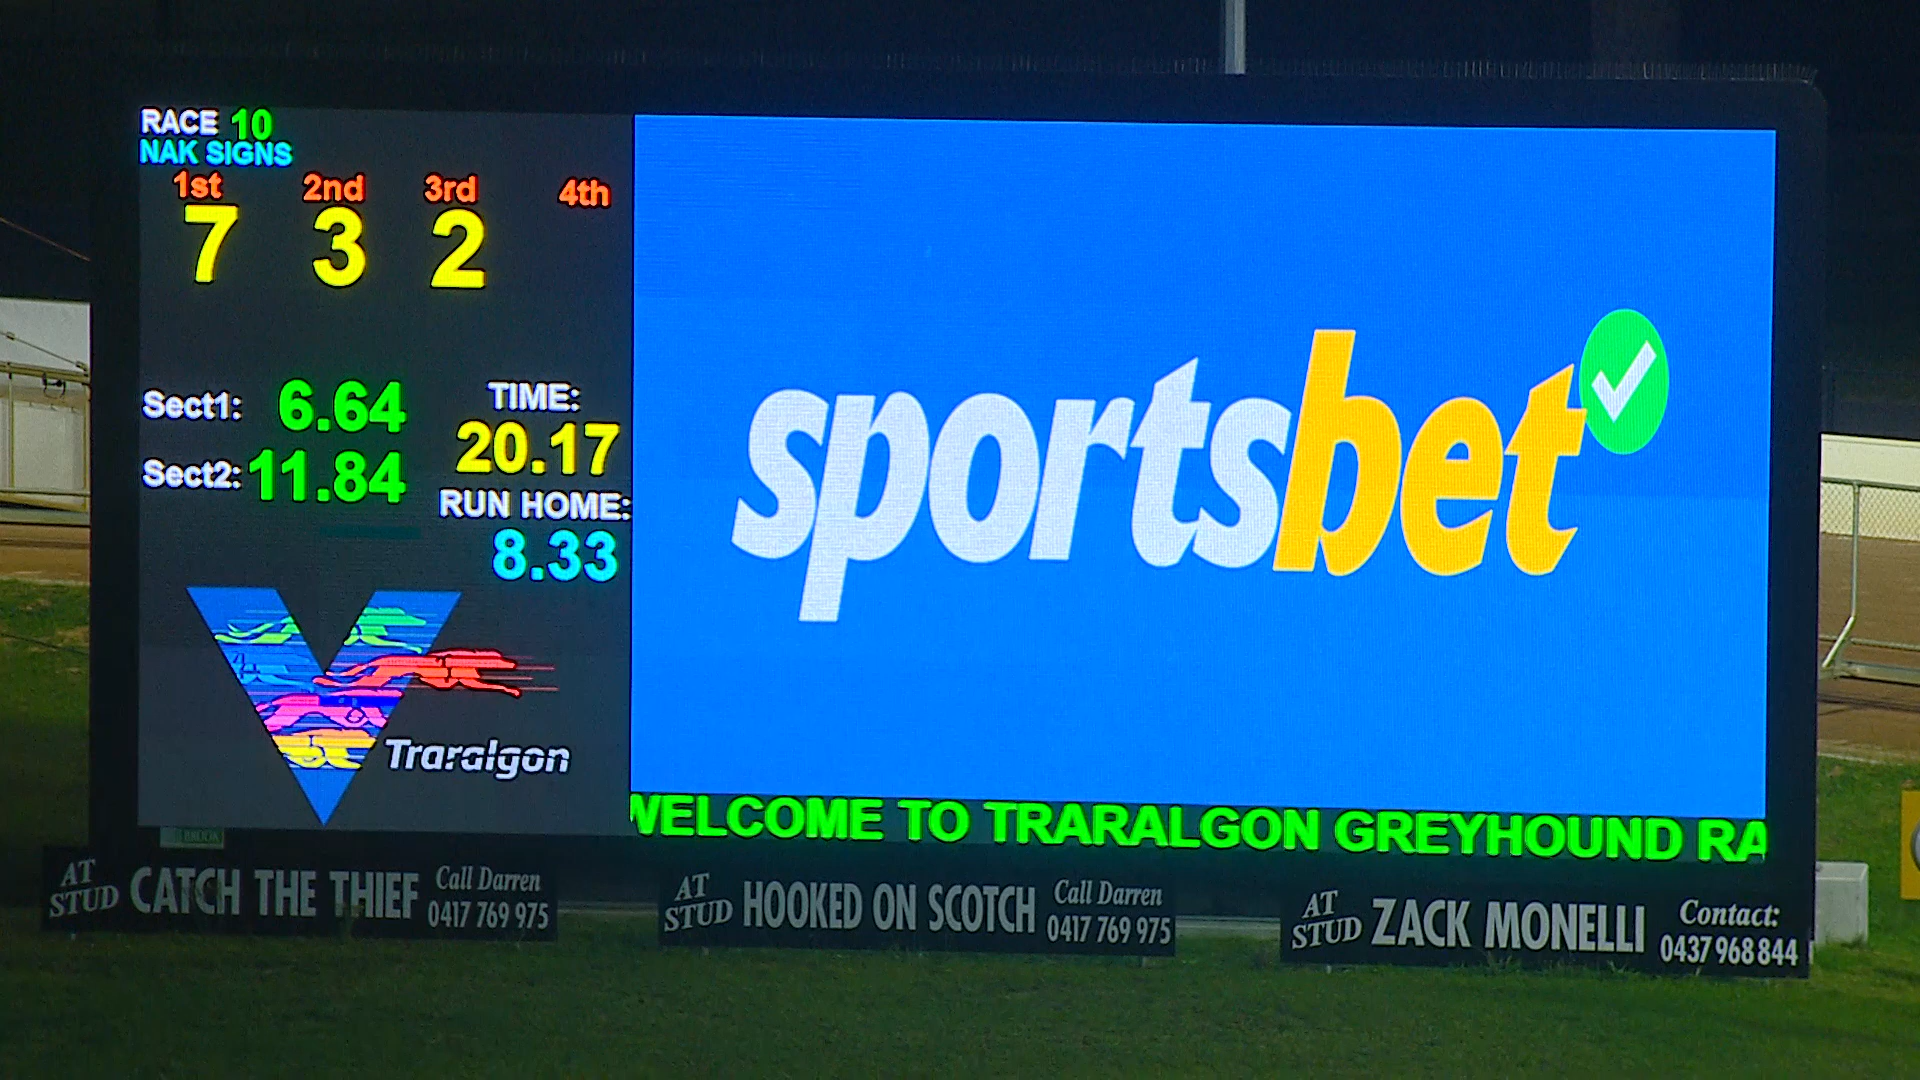 RACE 10
NAK SIGNS
1st 2nd 3rd 4th
7 3 2
Sect1: 6.64
Sect2: 11.84
TIME:
20.17
RUN HOME:
8.33
Traralgon
sportsbet
WELCOME TO TRARALGON GREYHOUND RA
BROOK
AT STUD CATCH THE THIEF Call Darren 0417 769 975
AT STUD HOOKED ON SCOTCH Call Darren 0417 769 975
AT STUD ZACK MONELLI Contact: 0437 968 844